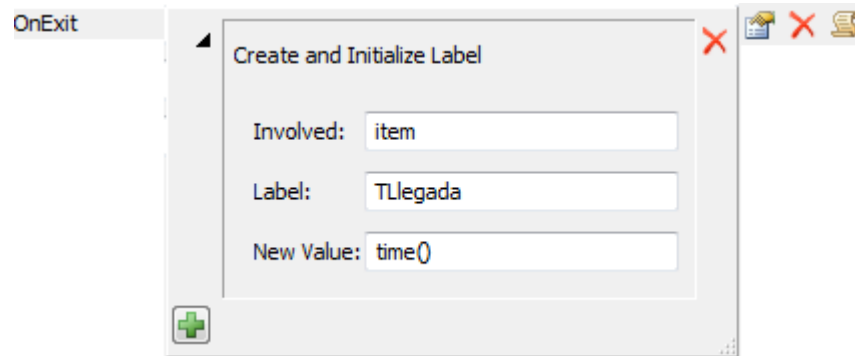 OnExit
Create and Initialize Label
Involved: item
Label: TLlegada
New Value: time()